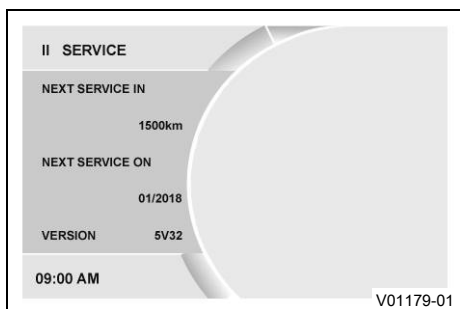 II SERVICE
NEXT SERVICE IN
1500km
NEXT SERVICE ON
01/2018
VERSION 5V32
09:00 AM
V01179-01